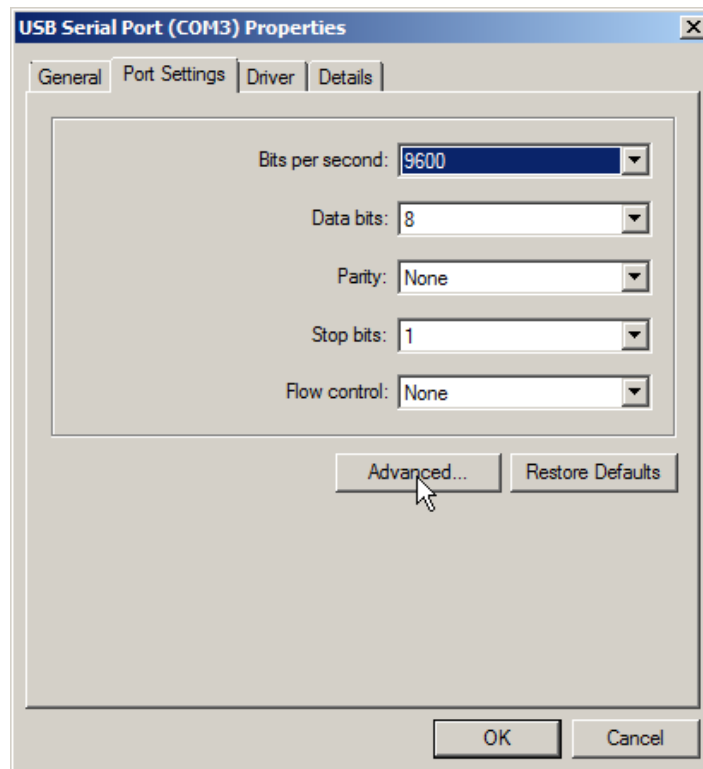 USB Serial Port (COM3) Properties
General Port Settings Driver Details
Bits per second: 9600
Data bits: 8
Parity: None
Stop bits: 1
Flow control: None
Advanced... Restore Defaults
OK Cancel